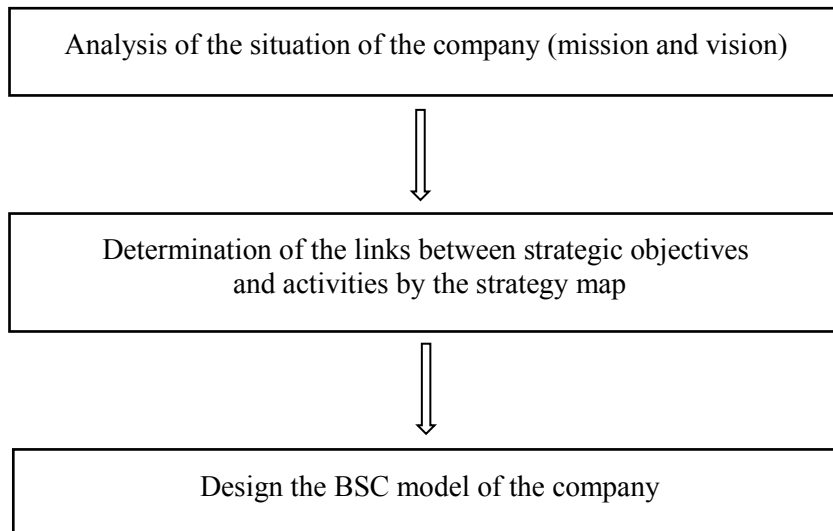 Analysis of the situation of the company (mission and vision)
Determination of the links between strategic objectives
and activities by the strategy map
Design the BSC model of the company